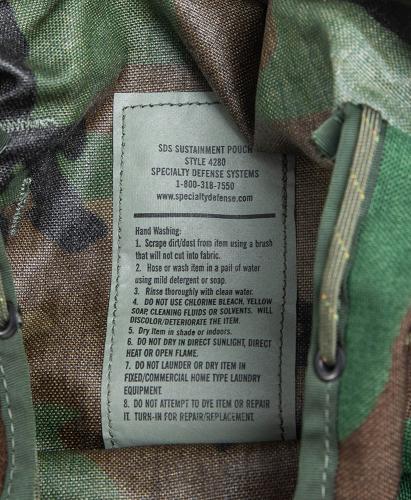 SDS SUSTAINMENT POUCH
STYLE 4280
SPECIALTY DEFENSE SYSTEMS
1-800-318-7550
www.specialtydefense.com
Hand Washing:
1. Scrape dirt/dost from item using a brush
that will not cut into fabric.
2. Hose or wash item in a pail of water
using mild detergent or soap.
3. Rinse thoroughly with clean water.
4. DO NOT USE CHLORINE BLEACH, YELLOW
SOAP, CLEANING FLUIDS OR SOLVENTS. WILL
DISCOLOR/DETERIORATE THE ITEM.
5. Dry Item in shade or indoors.
6. DO NOT DRY IN DIRECT SUNLIGHT, DIRECT
HEAT OR OPEN FLAME.
7. DO NOT LAUNDER OR DRY ITEM IN
FIXED/COMMERCIAL HOME TYPE LAUNDRY
EQUIPMENT.
8. DO NOT ATTEMPT TO DYE ITEM OR REPAIR
IT. TURN-IN FOR REPAIR/REPLACEMENT.